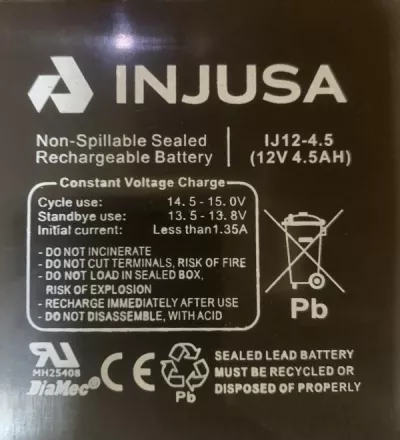 INJUSA
Non-Spillable Sealed
Rechargeable Battery
IJ12-4.5
(12V 4.5AH)
Constant Voltage Charge
Cycle use: 14.5-15.0V
Standbye use: 13.5-13.8V
Initial current: Less than1.35A
- DO NOT INCINERATE
- DO NOT CUT TERMINALS, RISK OF FIRE
- DO NOT LOAD IN SEALED BOX,
RISK OF EXPLOSION
- RECHARGE IMMEDIATELY AFTER USE
- DO NOT DISASSEMBLE, WITH ACID
Pb
RU
MH25408
DiaMec®
CE
Pb
SEALED LEAD BATTERY
MUST BE RECYCLED OR
DISPOSED OF PROPERLY